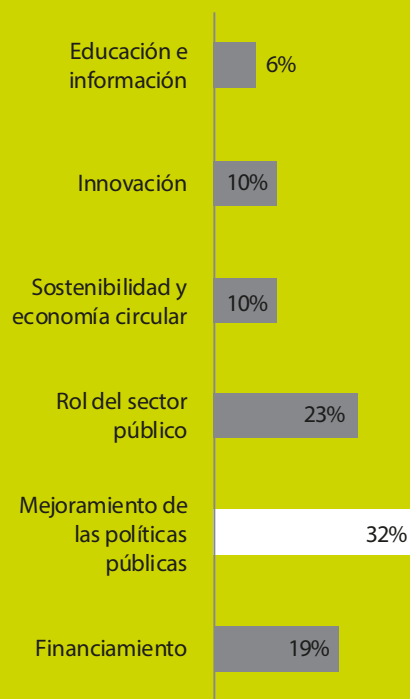 Educación e
información
6%
Innovación
10%
Sostenibilidad y
economía circular
10%
Rol del sector
público
23%
Mejoramiento de
las políticas
públicas
32%
Financiamiento
19%